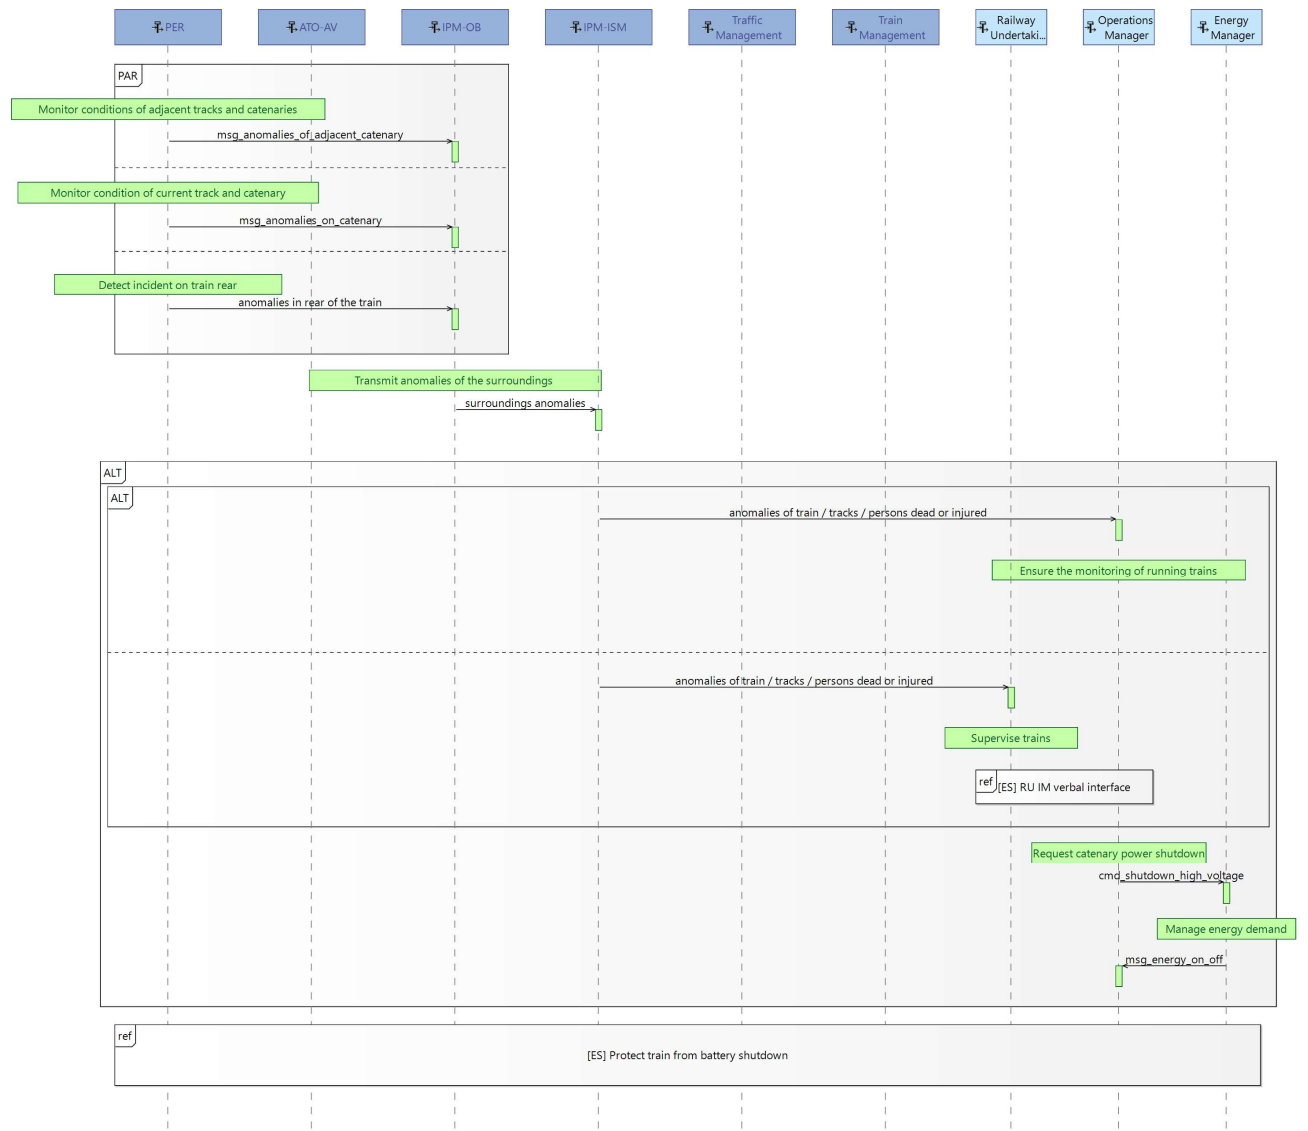 PER
ATO-AV
IPM-OB
IPM-ISM
Traffic
Management
Train
Management
Railway
Undertaki...
Operations
Manager
Energy
Manager
PAR
Monitor conditions of adjacent tracks and catenaries
msg_anomalies_of_adjacent_catenary
Monitor condition of current track and catenary
msg_anomalies_on_catenary
Detect incident on train rear
anomalies in rear of the train
Transmit anomalies of the surroundings
surroundings anomalies
ALT
ALT
anomalies of train / tracks / persons dead or injured
Ensure the monitoring of running trains
anomalies of train / tracks / persons dead or injured
Supervise trains
ref
[ES] RU IM verbal interface
Request catenary power shutdown
cmd_shutdown_high_voltage
Manage energy demand
msg_energy_on_off
ref
[ES] Protect train from battery shutdown